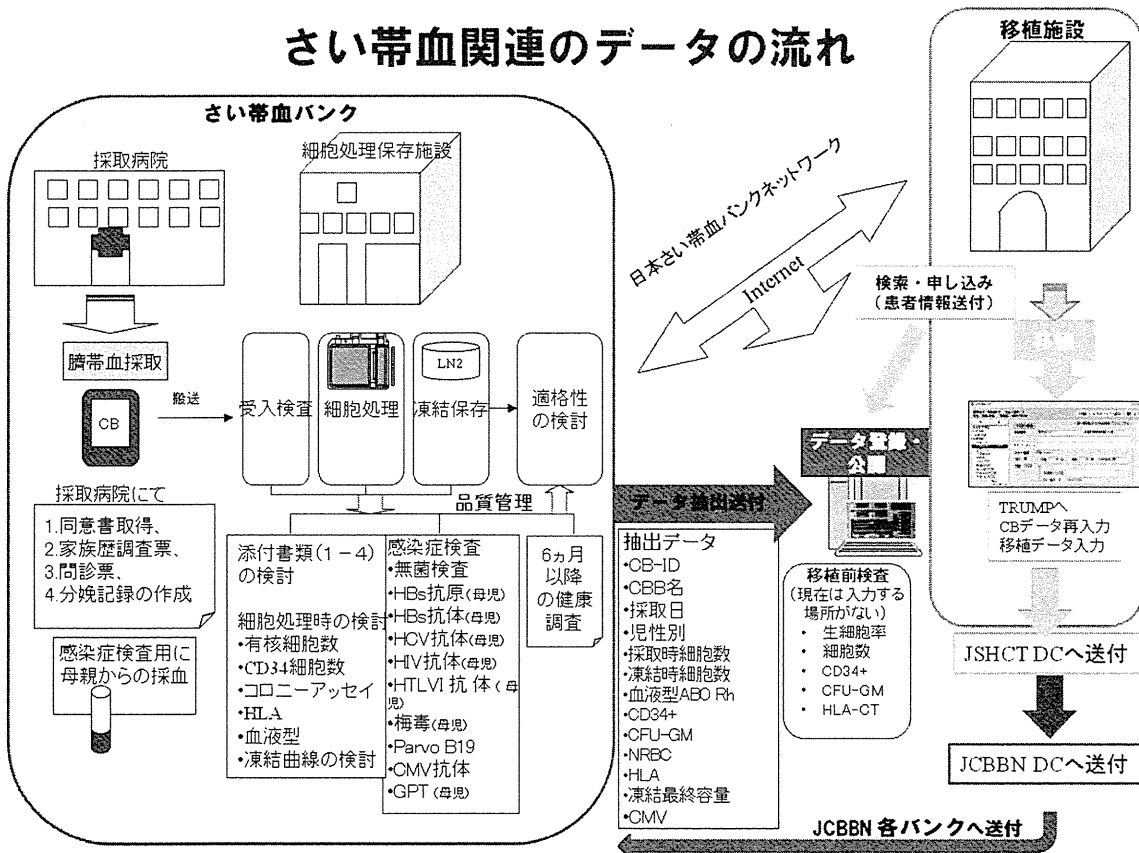 さい帯血関連のデータの流れ
さい帯血バンク
採取病院
細胞処理保存施設
臍帯血採取
CB
搬送
受入検査
細胞処理
LN2
凍結保存
適格性
の検討
採取病院にて
1.同意書取得、
2.家族歴調査票、
3.問診票、
4.分娩記録の作成
感染症検査用に
母親からの採血
品質管理
添付書類(1-4)
の検討
細胞処理時の検討
•有核細胞数
•CD34細胞数
•コロニーアッセイ
•HLA
•血液型
•凍結曲線の検討
感染症検査
•無菌検査
•HBs抗原(母児)
•HBs抗体(母児)
•HCV抗体(母児)
•HIV抗体(母児)
•HTLVI 抗体(母
児)
•梅毒(母児)
•Parvo B19
•CMV抗体
•GPT (母児)
6ヵ月
以降
の健康
調査
データ抽出送付
抽出データ
•CB-ID
•CBB名
•採取日
•児性別
•採取時細胞数
•凍結時細胞数
•血液型ABO Rh
•CD34+
•CFU-GM
•NRBC
•HLA
•凍結最終容量
•CMV
日本さい帯血バンクネットワーク
Internet
データ登録・
公開
移植前検査
(現在は入力する
場所がない)
• 生細胞率
• 細胞数
• CD34+
• CFU-GM
• HLA-CT
移植施設
検索・申し込み
(患者情報送付)
TRUMPへ
CBデータ再入力
移植データ入力
JSHCT DCへ送付
JCBBN DCへ送付
JCBBN 各バンクへ送付